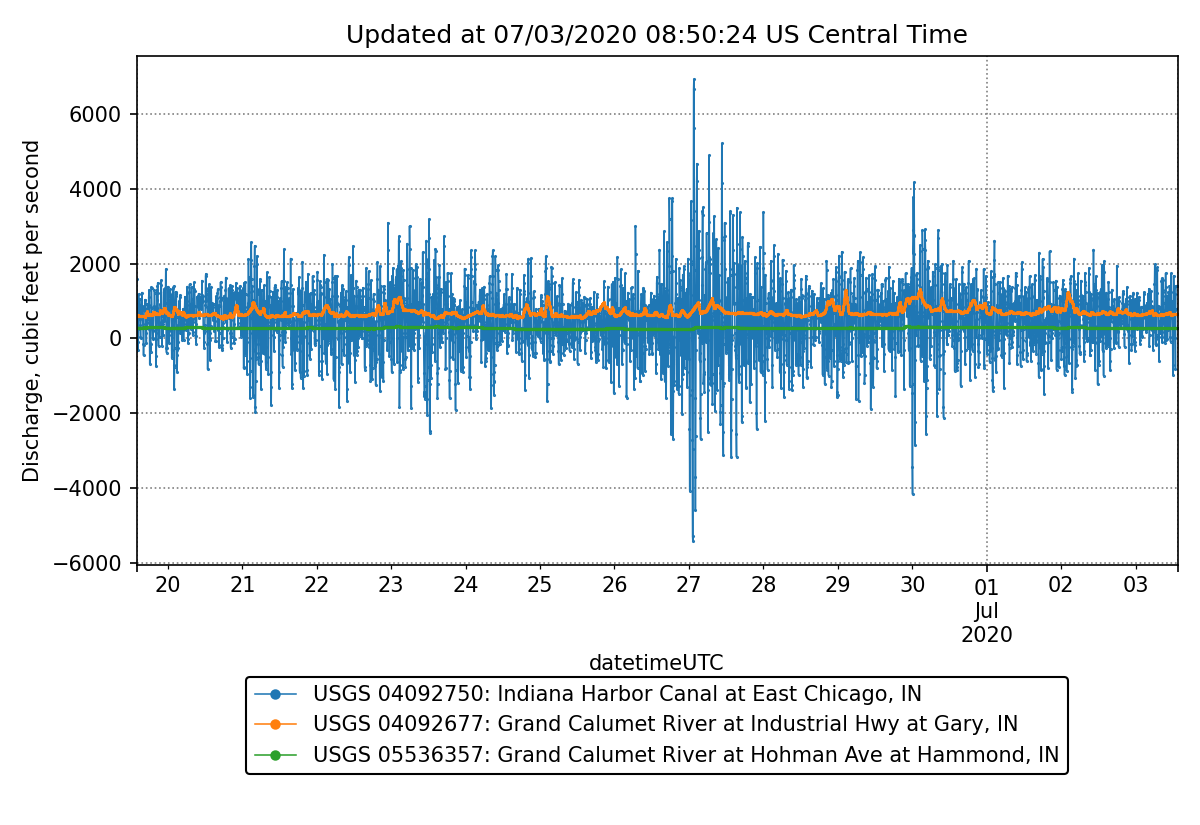 Updated at 07/03/2020 08:50:24 US Central Time
Discharge, cubic feet per second
6000
4000
2000
0
−2000
−4000
−6000
20 21 22 23 24 25 26 27 28 29 30 01 02 03
Jul
2020
datetimeUTC
USGS 04092750: Indiana Harbor Canal at East Chicago, IN
USGS 04092677: Grand Calumet River at Industrial Hwy at Gary, IN
USGS 05536357: Grand Calumet River at Hohman Ave at Hammond, IN